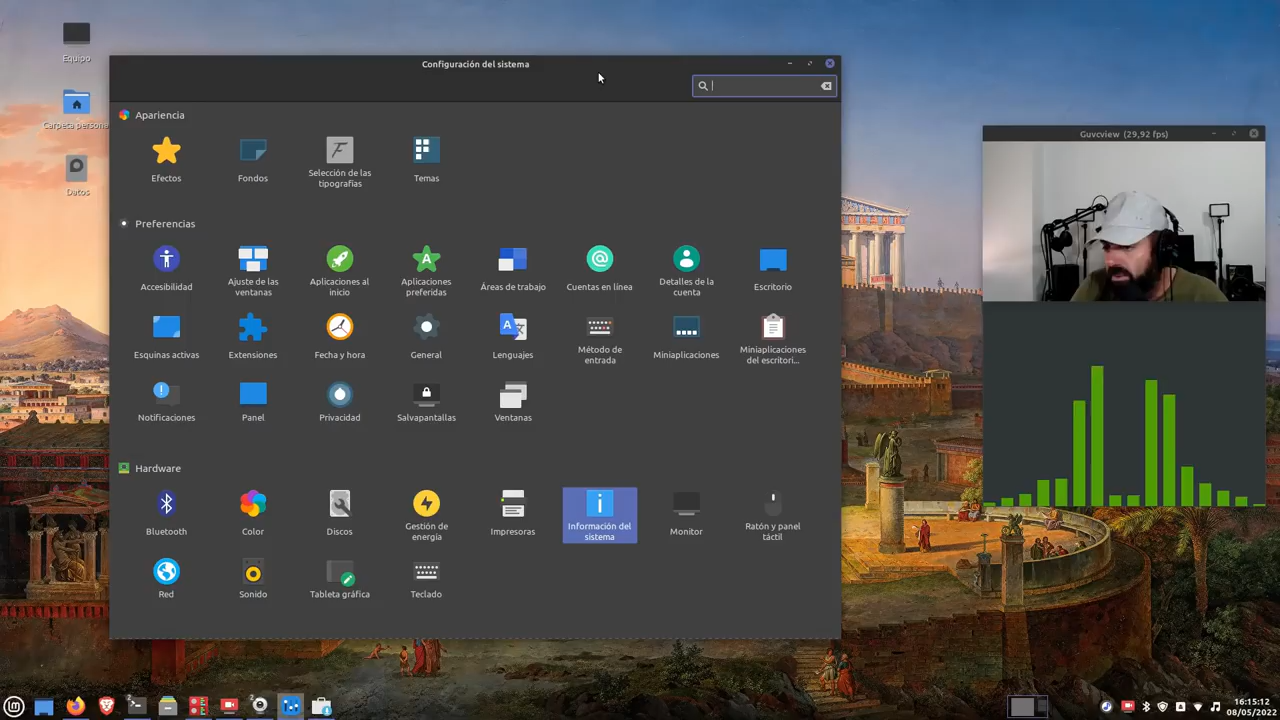 Equipo
Carpeta persona
Datos
Configuración del sistema
Apariencia
Efectos
Fondos
Selección de las
tipografías
Temas
Preferencias
Accesibilidad
Ajuste de las
ventanas
Aplicaciones al
inicio
Aplicaciones
preferidas
Áreas de trabajo
Cuentas en línea
Detalles de la
cuenta
Escritorio
Esquinas activas
Extensiones
Fecha y hora
General
Lenguajes
Método de
entrada
Miniaplicaciones
Miniaplicaciones
del escritori...
Notificaciones
Panel
Privacidad
Salvapantallas
Ventanas
Hardware
Bluetooth
Color
Discos
Gestión de
energía
Impresoras
Información del
sistema
Monitor
Ratón y panel
táctil
Red
Sonido
Tableta gráfica
Teclado
Guvcview (29,92 fps)
16:15:12
08/05/2022